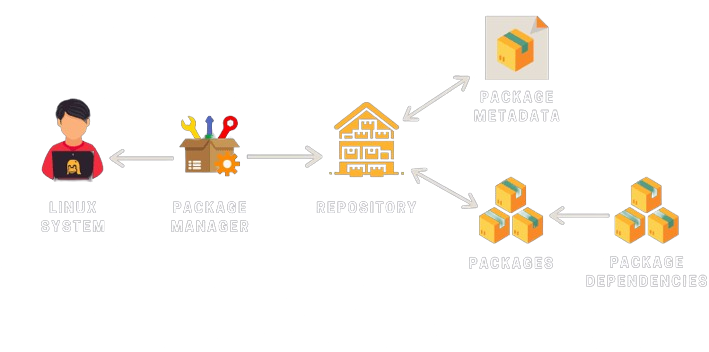 LINUX
SYSTEM
PACKAGE
MANAGER
REPOSITORY
PACKAGE
METADATA
PACKAGES
PACKAGE
DEPENDENCIES